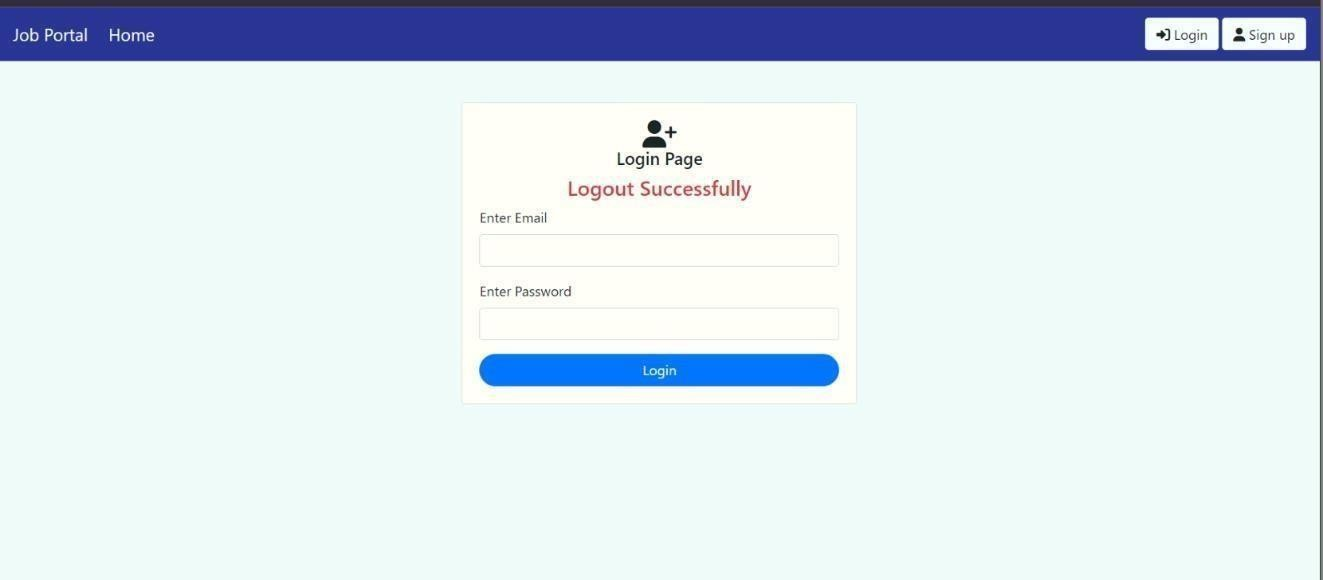 Job Portal Home Login Sign up
Login Page
Logout Successfully
Enter Email
Enter Password
Login